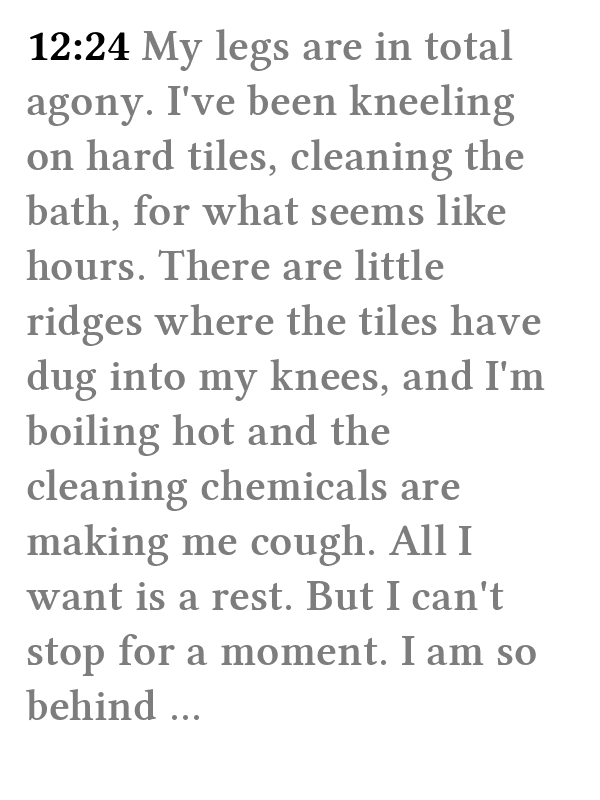 12:24 My legs are in total
agony. I've been kneeling
on hard tiles, cleaning the
bath, for what seems like
hours. There are little
ridges where the tiles have
dug into my knees, and I'm
boiling hot and the
cleaning chemicals are
making me cough. All I
want is a rest. But I can't
stop for a moment. I am so
behind ...